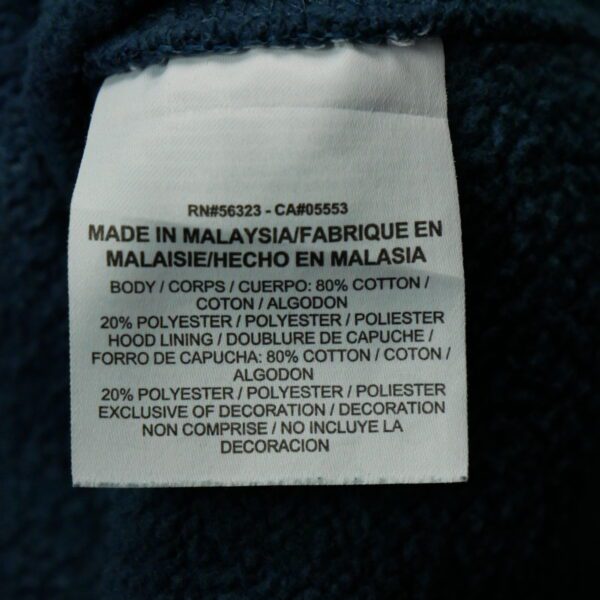 RN#56323 - CA#05553
MADE IN MALAYSIA/FABRIQUE EN
MALAISIE/HECHO EN MALASIA
BODY / CORPS / CUERPO: 80% COTTON /
COTON / ALGODON
20% POLYESTER / POLYESTER / POLIESTER
HOOD LINING / DOUBLURE DE CAPUCHE /
FORRO DE CAPUCHA: 80% COTTON / COTON /
ALGODON
20% POLYESTER / POLYESTER / POLIESTER
EXCLUSIVE OF DECORATION / DECORATION
NON COMPRISE / NO INCLUYE LA
DECORACION